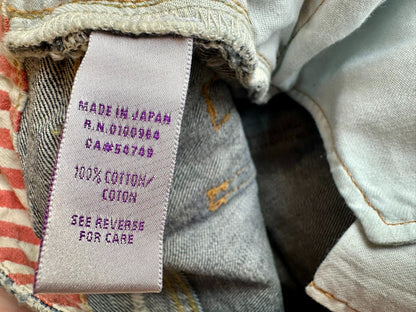 MADE IN JAPAN
R.N.0100964
CA#54749
100% COTTON/
COTON
SEE REVERSE
FOR CARE